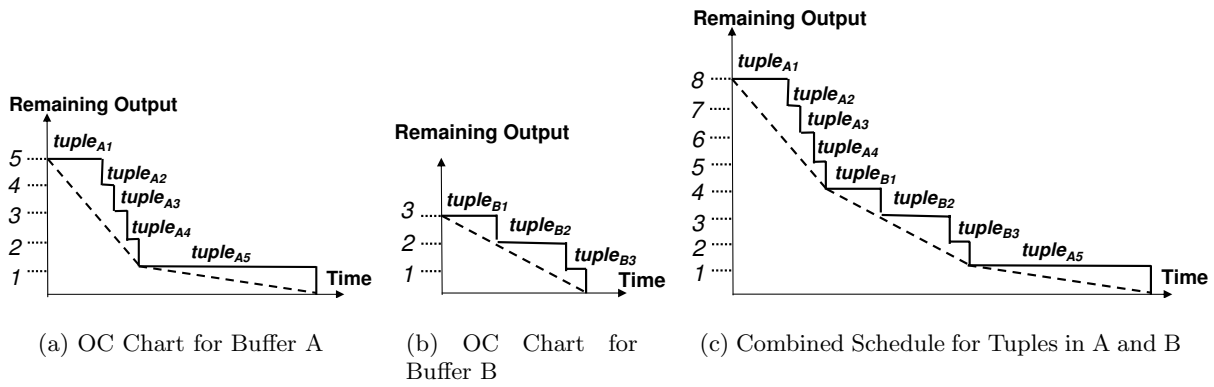 Remaining Output
5
4
3
2
1
tuple_A1
tuple_A2
tuple_A3
tuple_A4
tuple_A5
Time
(a) OC Chart for Buffer A
Remaining Output
3
2
1
tuple_B1
tuple_B2
tuple_B3
Time
(b) OC Chart for
Buffer B
Remaining Output
8
7
6
5
4
3
2
1
tuple_A1
tuple_A2
tuple_A3
tuple_A4
tuple_B1
tuple_B2
tuple_B3
tuple_A5
Time
(c) Combined Schedule for Tuples in A and B